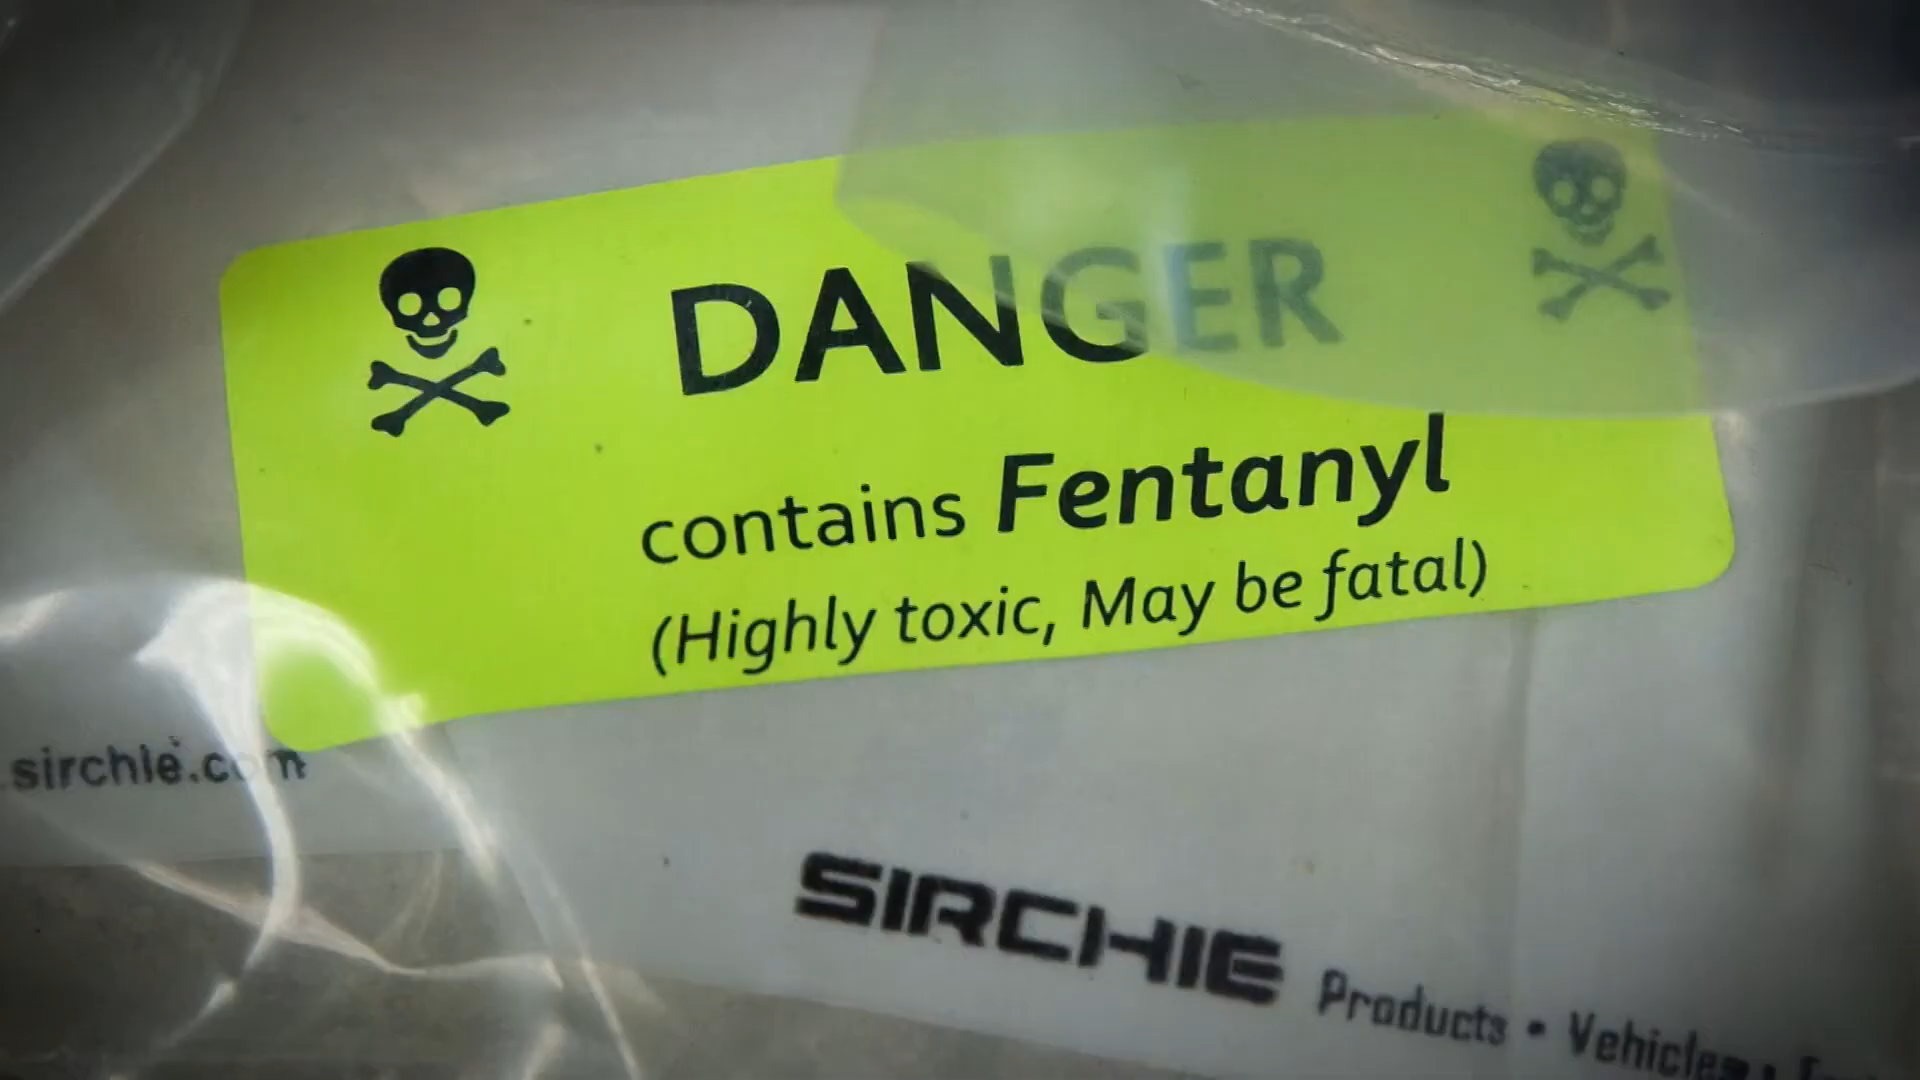 DANGER
contains Fentanyl
(Highly toxic, May be fatal)
.sirchie.com
SIRCHIE Products • Vehicles •